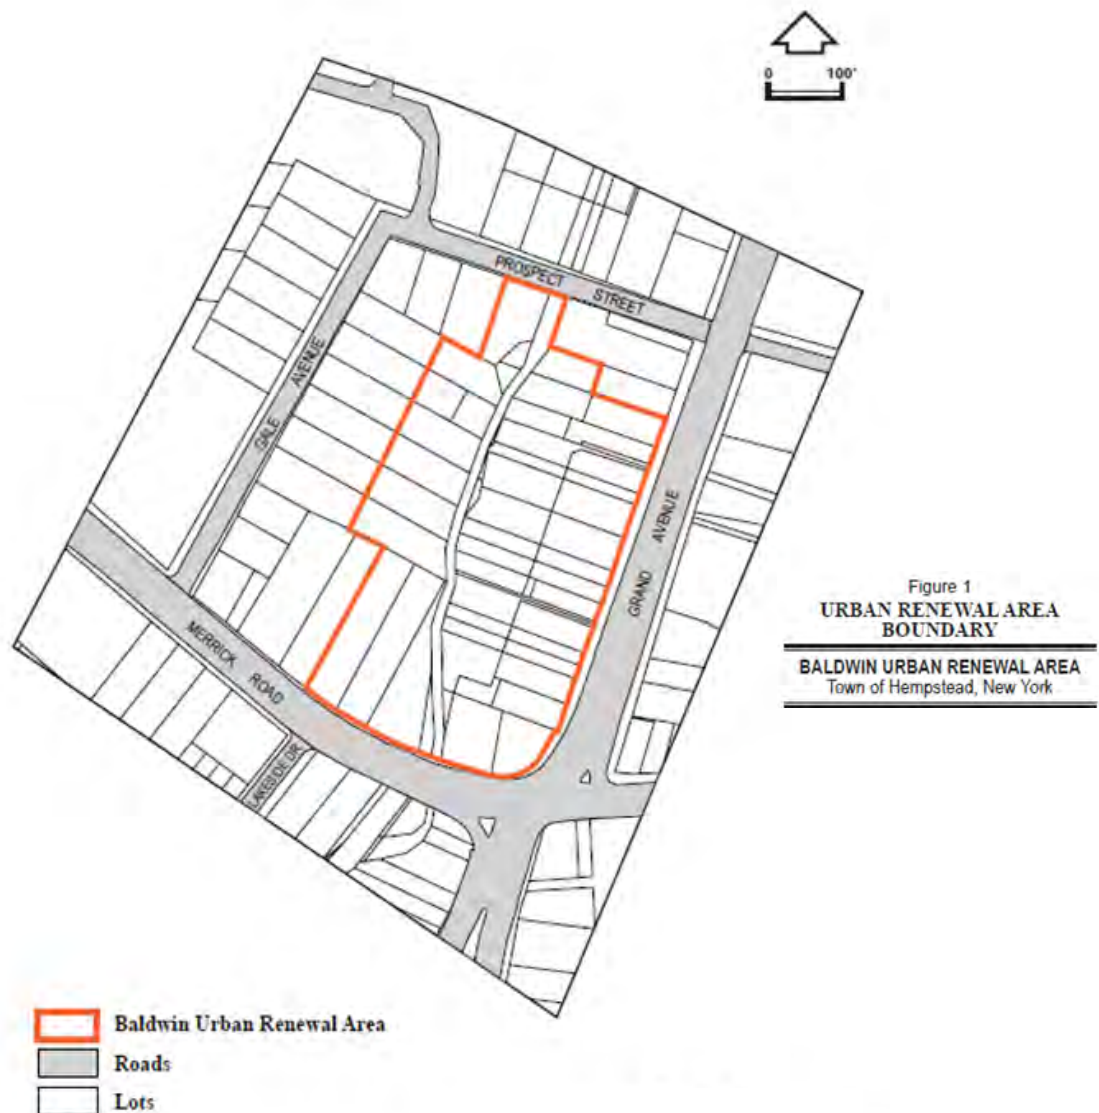 0 100'
PROSPECT STREET
GALE AVENUE
GRAND AVENUE
MERRICK ROAD
LAKESIDE DR.
Figure 1
URBAN RENEWAL AREA
BOUNDARY
BALDWIN URBAN RENEWAL AREA
Town of Hempstead, New York
Baldwin Urban Renewal Area
Roads
Lots